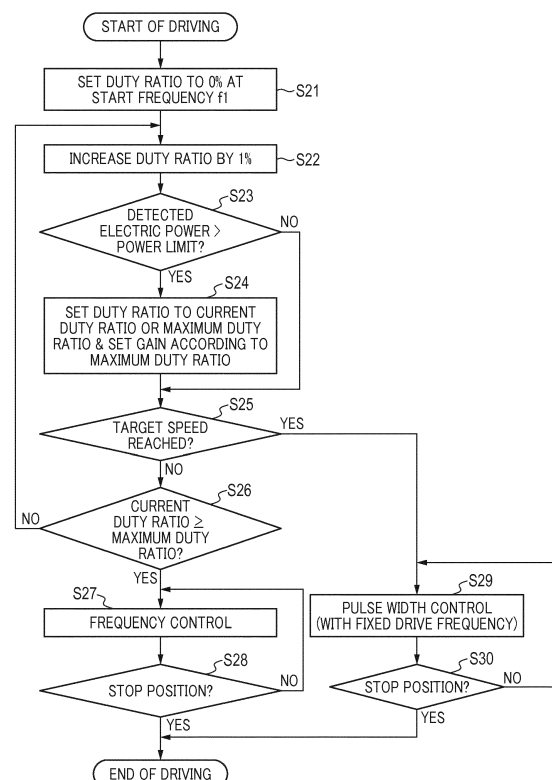 START OF DRIVING
SET DUTY RATIO TO 0% AT
START FREQUENCY f1
S21
INCREASE DUTY RATIO BY 1%
S22
S23
DETECTED
ELECTRIC POWER >
POWER LIMIT?
NO
YES
S24
SET DUTY RATIO TO CURRENT
DUTY RATIO OR MAXIMUM DUTY
RATIO & SET GAIN ACCORDING TO
MAXIMUM DUTY RATIO
S25
TARGET SPEED
REACHED?
YES
NO
S26
CURRENT
DUTY RATIO ≥
MAXIMUM DUTY
RATIO?
NO
YES
S27
FREQUENCY CONTROL
S28
STOP POSITION?
NO
YES
S29
PULSE WIDTH CONTROL
(WITH FIXED DRIVE FREQUENCY)
S30
STOP POSITION?
NO
YES
END OF DRIVING